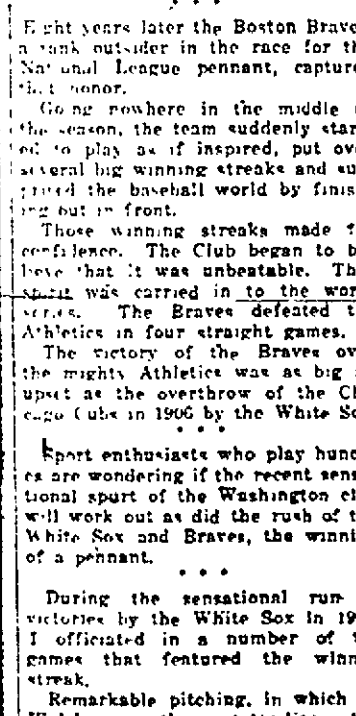 * * *
Eight years later the Boston Brave
a rank outsider in the race for th
National League pennant, capture
that honor.
Going nowhere in the middle
the season, the team suddenly star
ed to play as if inspired, put ov
several big winning streaks and su
prised the baseball world by finis
ing out in front.
Those winning streaks made f
confidence. The Club began to b
lieve that it was unbeatable. Th
spirit was carried in to the wor
series. The Braves defeated t
Athletics in four straight games.
The victory of the Braves ov
the mighty Athletics was as big
upset as the overthrow of the Ch
cago Cubs in 1906 by the White So
* * *
Sport enthusiasts who play hunc
es are wondering if the recent sens
tional spurt of the Washington cl
will work out as did the rush of t
White Sox and Braves, the winni
of a pennant.
* * *
During the sensational run
victories by the White Sox in 19
I officiated in a number of t
games that featured the winn
streak.
Remarkable pitching, in which